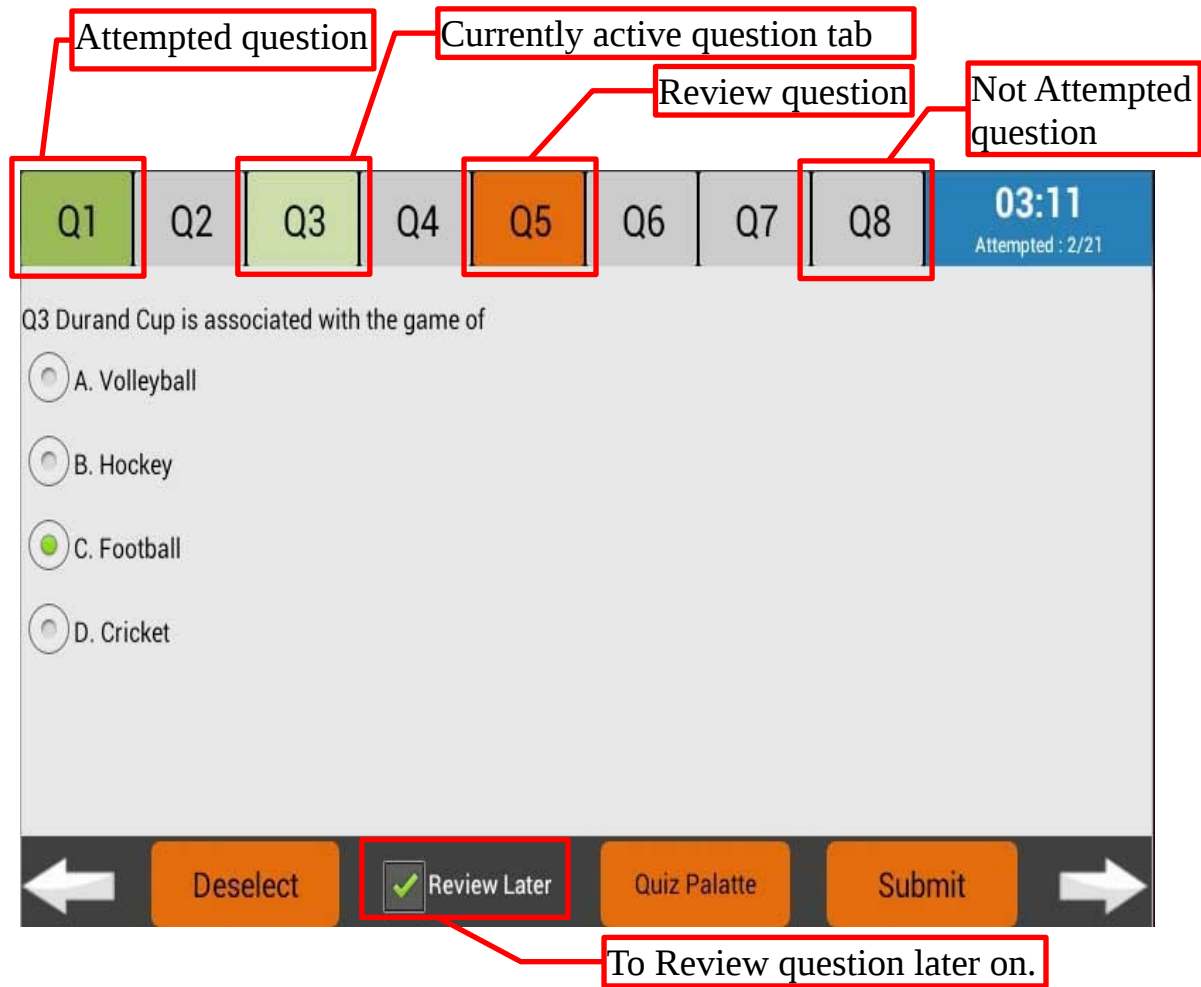 Attempted question
Currently active question tab
Review question
Not Attempted
question
Q1
Q2
Q3
Q4
Q5
Q6
Q7
Q8
03:11
Attempted : 2/21
Q3 Durand Cup is associated with the game of
A. Volleyball
B. Hockey
C. Football
D. Cricket
Deselect
Review Later
Quiz Palatte
Submit
To Review question later on.